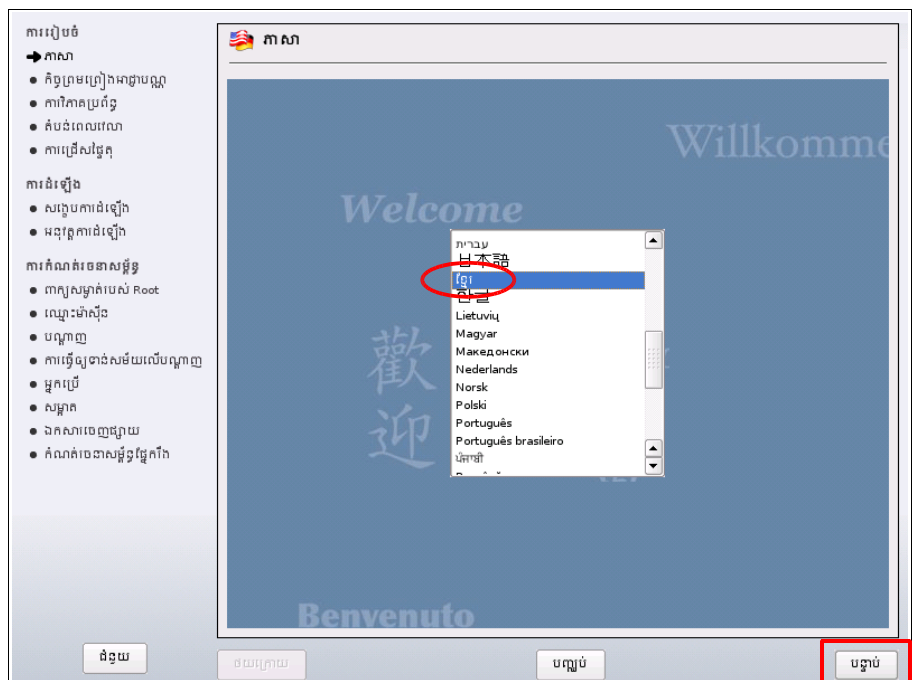 ការរៀបចំ
ភាសា
កិច្ចព្រមព្រៀងអាជ្ញាបណ្ណ
ការវិភាគប្រព័ន្ធ
តំបន់ពេលវេលា
ការជ្រើសផ្ទៃតុ
ការដំឡើង
សង្ខេបការដំឡើង
អនុវត្តការដំឡើង
ការកំណត់រចនាសម្ព័ន្ធ
ពាក្យសម្ងាត់របស់ Root
ឈ្មោះម៉ាស៊ីន
បណ្ដាញ
ការធ្វើឲ្យទាន់សម័យលើបណ្ដាញ
អ្នកប្រើ
សម្អាត
ឯកសារចេញផ្សាយ
កំណត់រចនាសម្ព័ន្ធផ្នែករឹង
ជំនួយ
ភាសា
Willkomme
Welcome
עברית
日本語
ខ្មែរ
한글
Lietuvių
Magyar
Македонски
Nederlands
Norsk
Polski
Português
Português brasileiro
ਪੰਜਾਬੀ
歡
迎
Benvenuto
ថយក្រោយ
បញ្ឈប់
បន្ទាប់